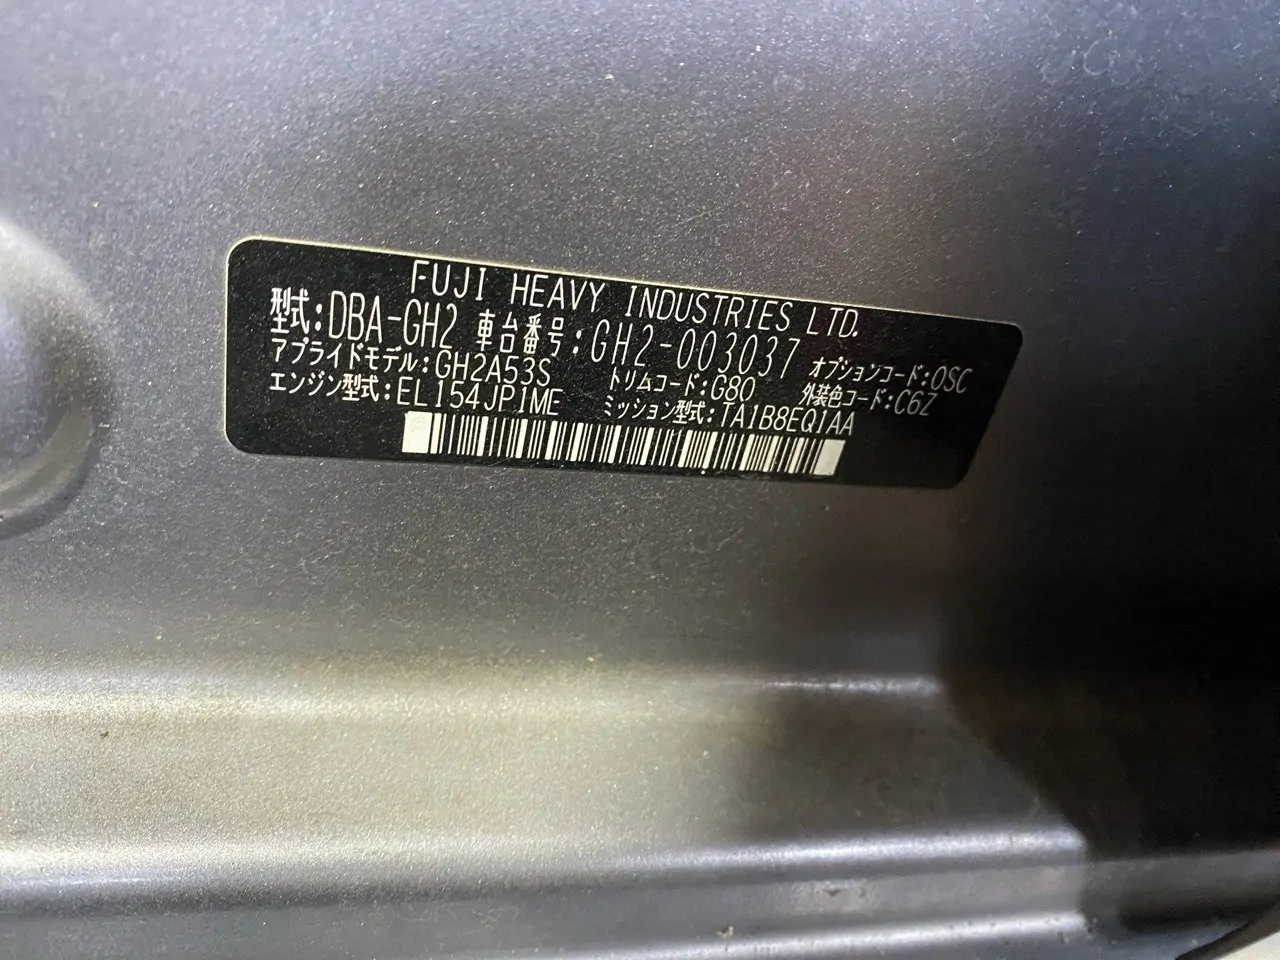 FUJI HEAVY INDUSTRIES LTD.
型式:DBA-GH2 車台番号:GH2-003037 オプションコード:0SC
アプライドモデル:GH2A53S トリムコード:G80 外装色コード:C6Z
エンジン型式:EL154JP1ME ミッション型式:TA1B8EQ1AA